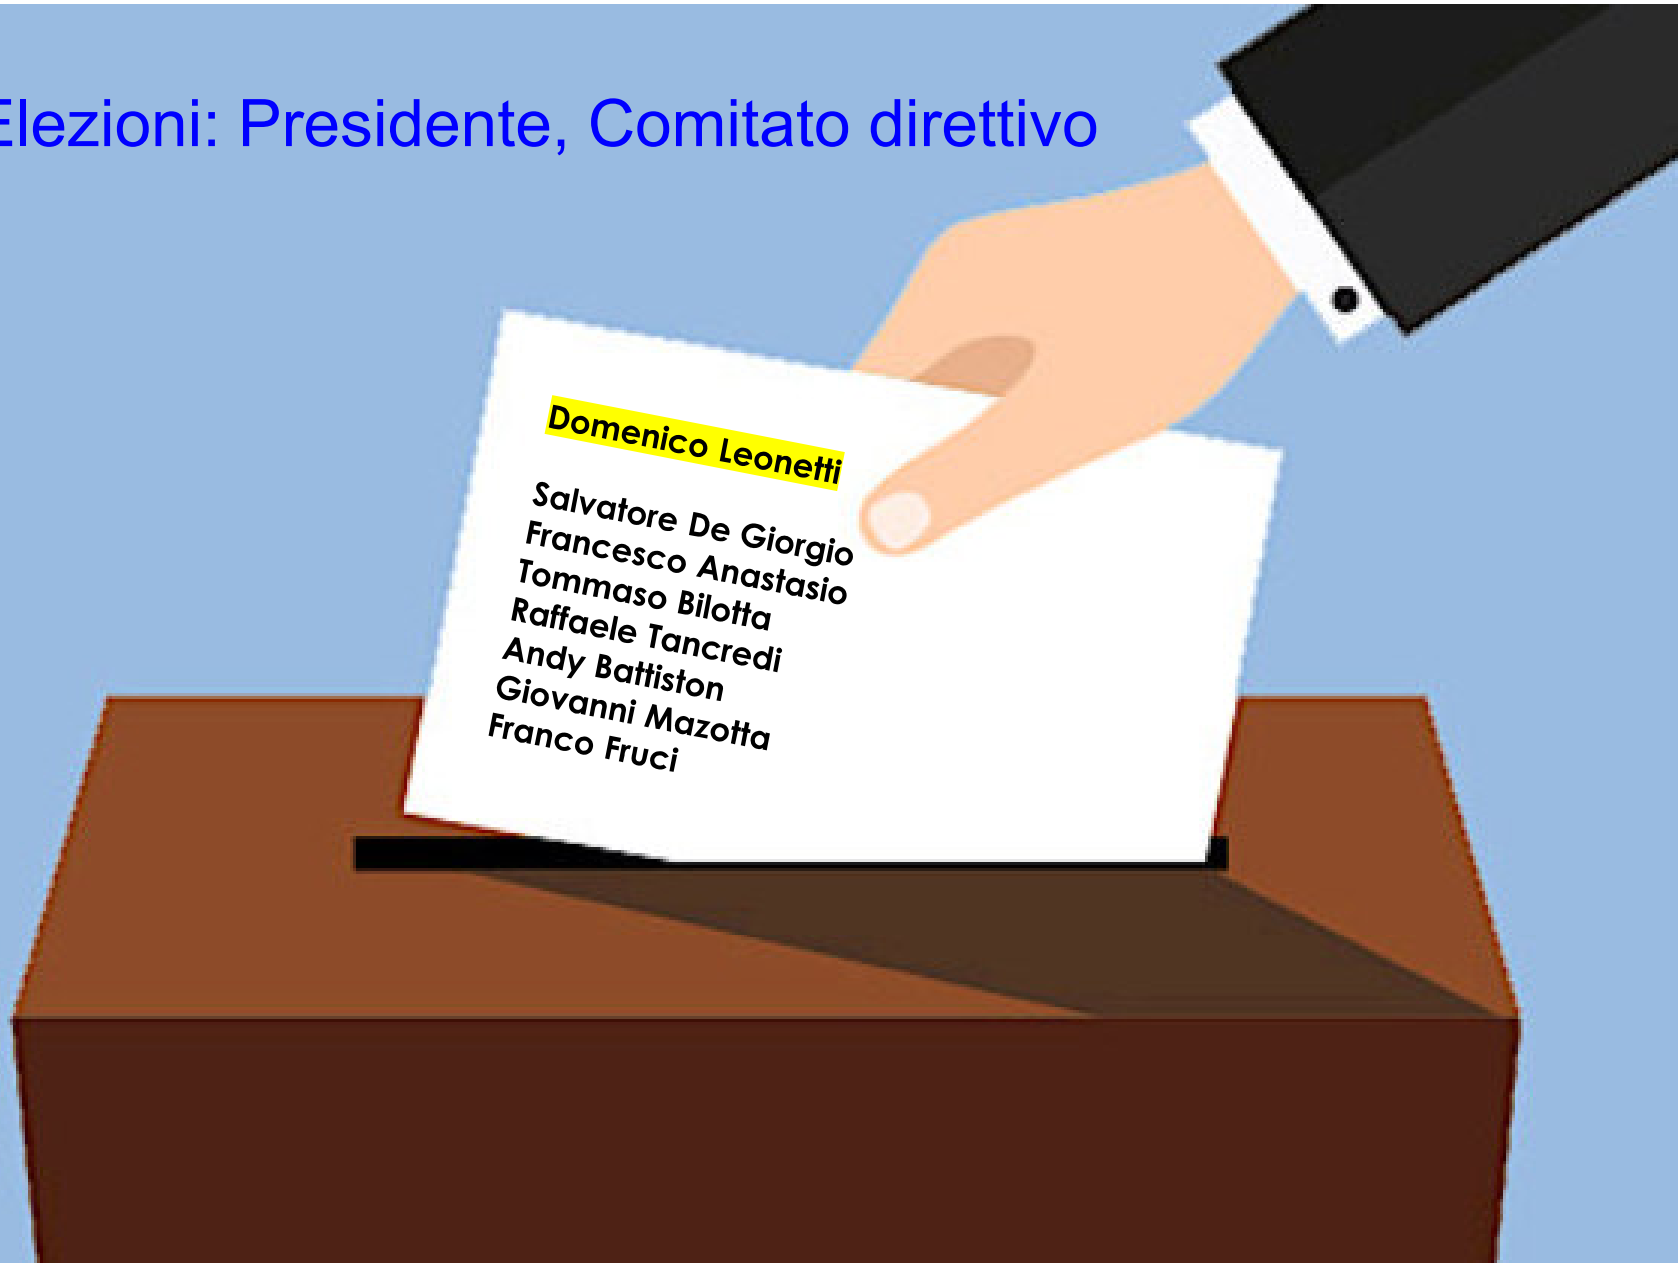 Elezioni: Presidente, Comitato direttivo
Domenico Leonetti
Salvatore De Giorgio
Francesco Anastasio
Tommaso Bilotta
Raffaele Tancredi
Andy Battiston
Giovanni Mazotta
Franco Fruci